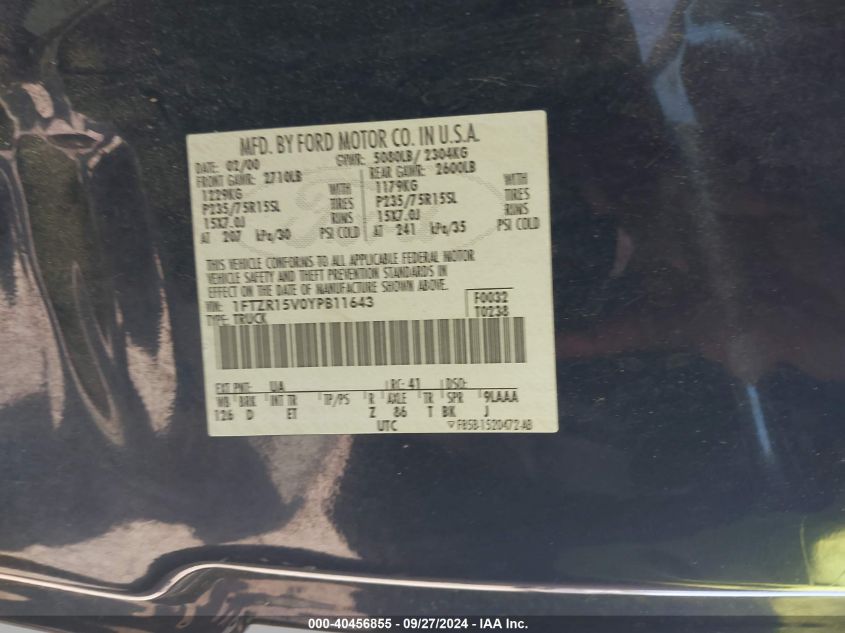 MFD. BY FORD MOTOR CO. IN U.S.A.
DATE: 02/00 GVWR: 5080LB/ 2304KG
FRONT GAWR: 2710LB REAR GAWR: 2600LB
1229KG WITH 1179KG WITH
P235/75R15SL TIRES P235/75R15SL TIRES
15X7.0J RIMS 15X7.0J RIMS
AT 207 kPa/30 PSI COLD AT 241 kPa/35 PSI COLD
THIS VEHICLE CONFORMS TO ALL APPLICABLE FEDERAL MOTOR
VEHICLE SAFETY AND THEFT PREVENTION STANDARDS IN
EFFECT ON THE DATE OF MANUFACTURE SHOWN ABOVE.
VIN: 1FTZR15V0YPB11643 F0032
TYPE: TRUCK T0238
EXT PNT: UA RC: 41 DSO:
WB BRK INT TR TP/PS R AXLE TR SPR 9LAAA
126 D ET Z 86 T BK J
UTC F85B-1520472-AB
000-40456855 - 09/27/2024 - IAA Inc.